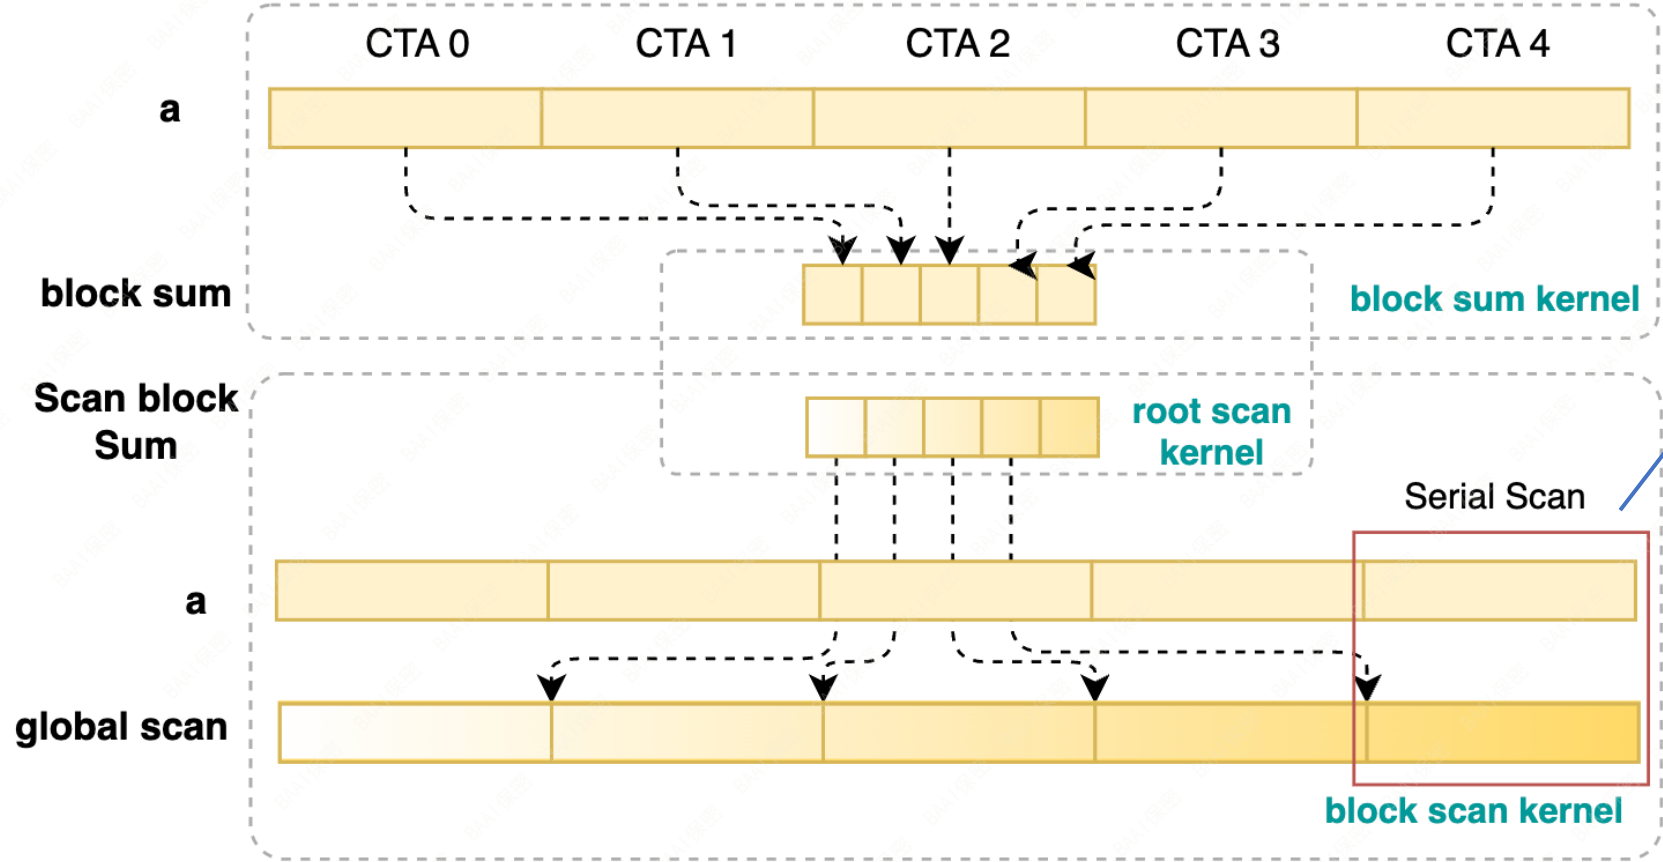 CTA 0
CTA 1
CTA 2
CTA 3
CTA 4
a
block sum
block sum kernel
Scan block
Sum
root scan
kernel
Serial Scan
a
global scan
block scan kernel